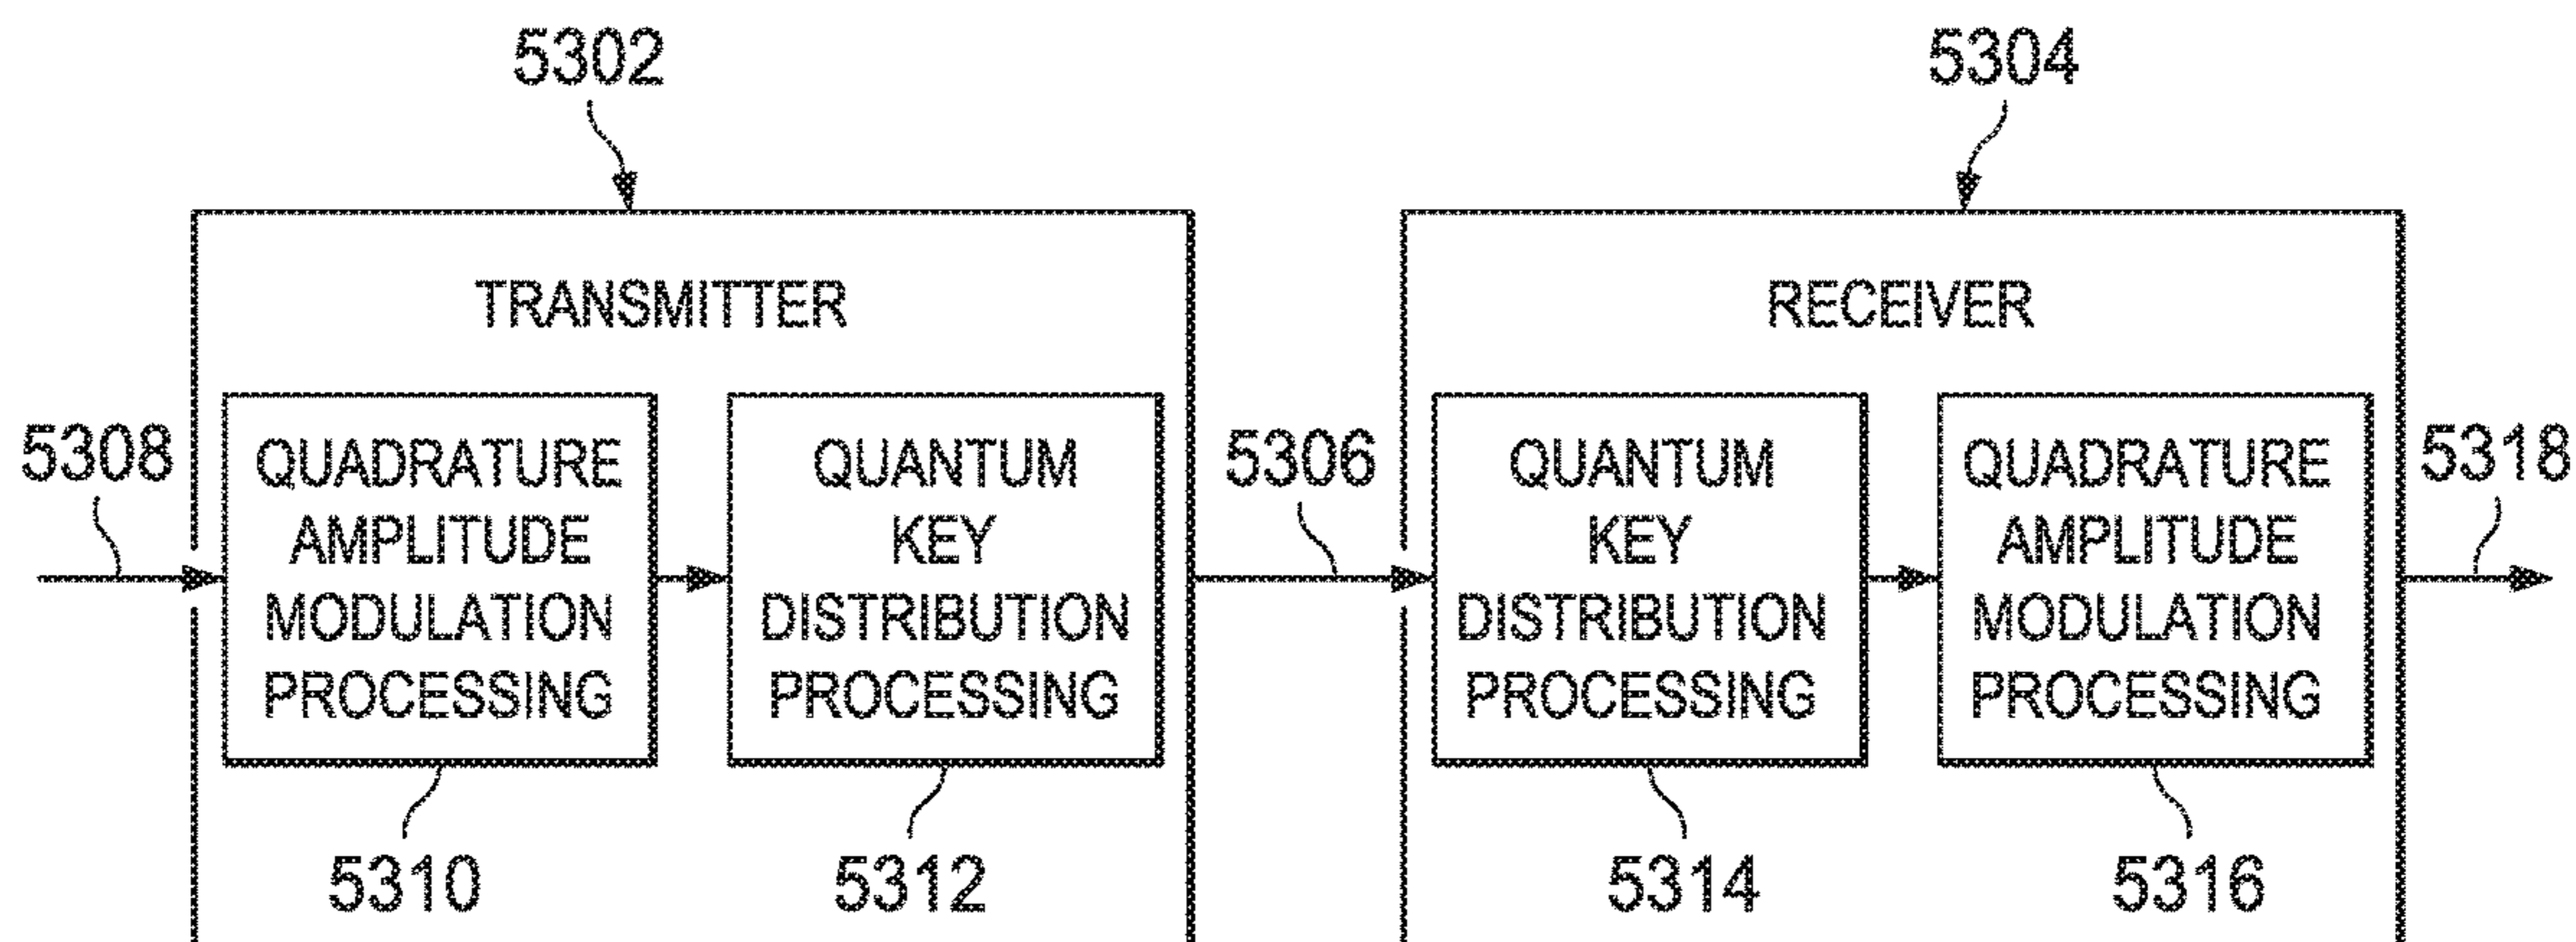 5302
5304
TRANSMITTER
RECEIVER
5308
QUADRATURE
AMPLITUDE
MODULATION
PROCESSING
QUANTUM
KEY
DISTRIBUTION
PROCESSING
5306
QUANTUM
KEY
DISTRIBUTION
PROCESSING
QUADRATURE
AMPLITUDE
MODULATION
PROCESSING
5318
5310
5312
5314
5316